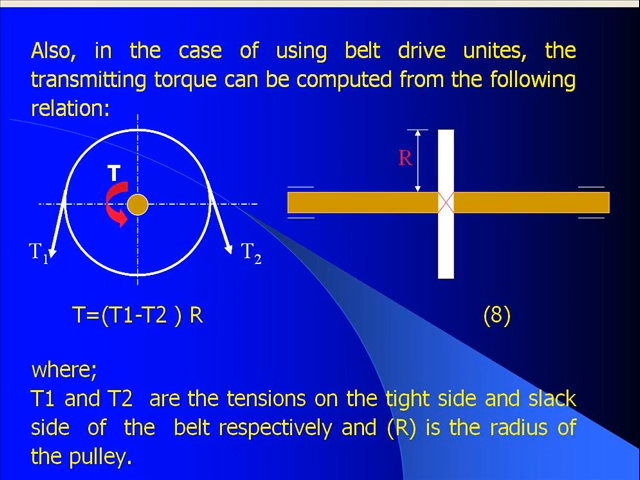 Also, in the case of using belt drive unites, the
transmitting torque can be computed from the following
relation:
T
R
T₁
T₂
T=(T1-T2 ) R (8)
where;
T1 and T2 are the tensions on the tight side and slack
side of the belt respectively and (R) is the radius of
the pulley.